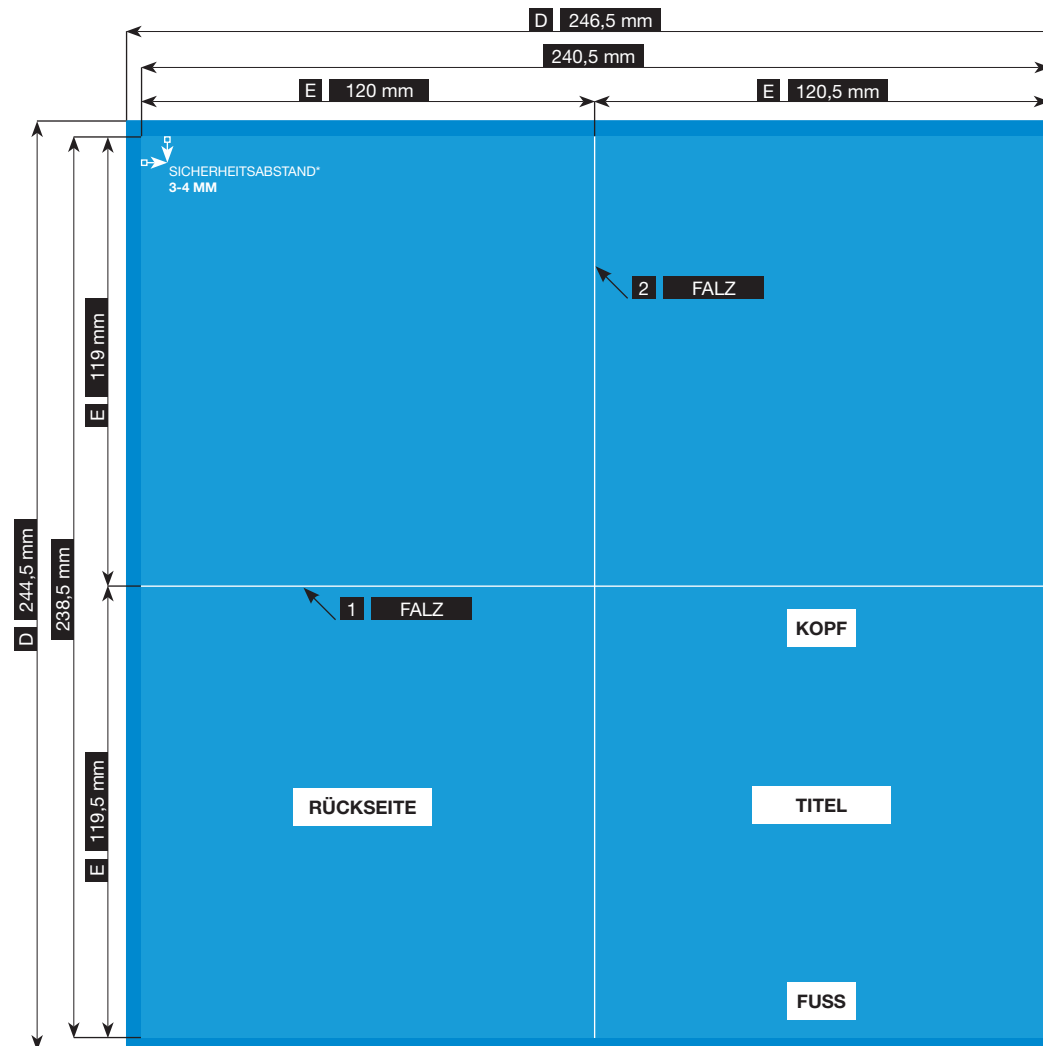 D 246,5 mm
240,5 mm
E 120 mm
E 120,5 mm
SICHERHEITSABSTAND*
3-4 MM
2 FALZ
E 119 mm
D 244,5 mm
238,5 mm
1 FALZ
KOPF
E 119,5 mm
RÜCKSEITE
TITEL
FUSS